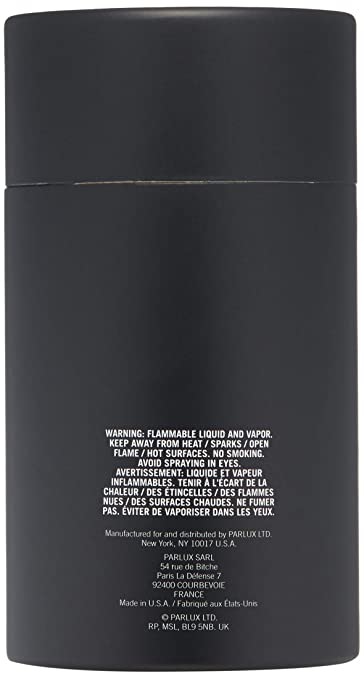 WARNING: FLAMMABLE LIQUID AND VAPOR.
KEEP AWAY FROM HEAT / SPARKS / OPEN
FLAME / HOT SURFACES. NO SMOKING.
AVOID SPRAYING IN EYES.
AVERTISSEMENT: LIQUIDE ET VAPEUR
INFLAMMABLES. TENIR À L'ÉCART DE LA
CHALEUR / DES ÉTINCELLES / DES FLAMMES
NUES / DES SURFACES CHAUDES. NE FUMER
PAS. ÉVITER DE VAPORISER DANS LES YEUX.
Manufactured for and distributed by PARLUX LTD.
New York, NY 10017 U.S.A.
PARLUX SARL
54 rue de Bitche
Paris La Défense 7
92400 COURBEVOIE
FRANCE
Made in U.S.A. / Fabriqué aux États-Unis
© PARLUX LTD.
RP, MSL, BL9 5NB. UK